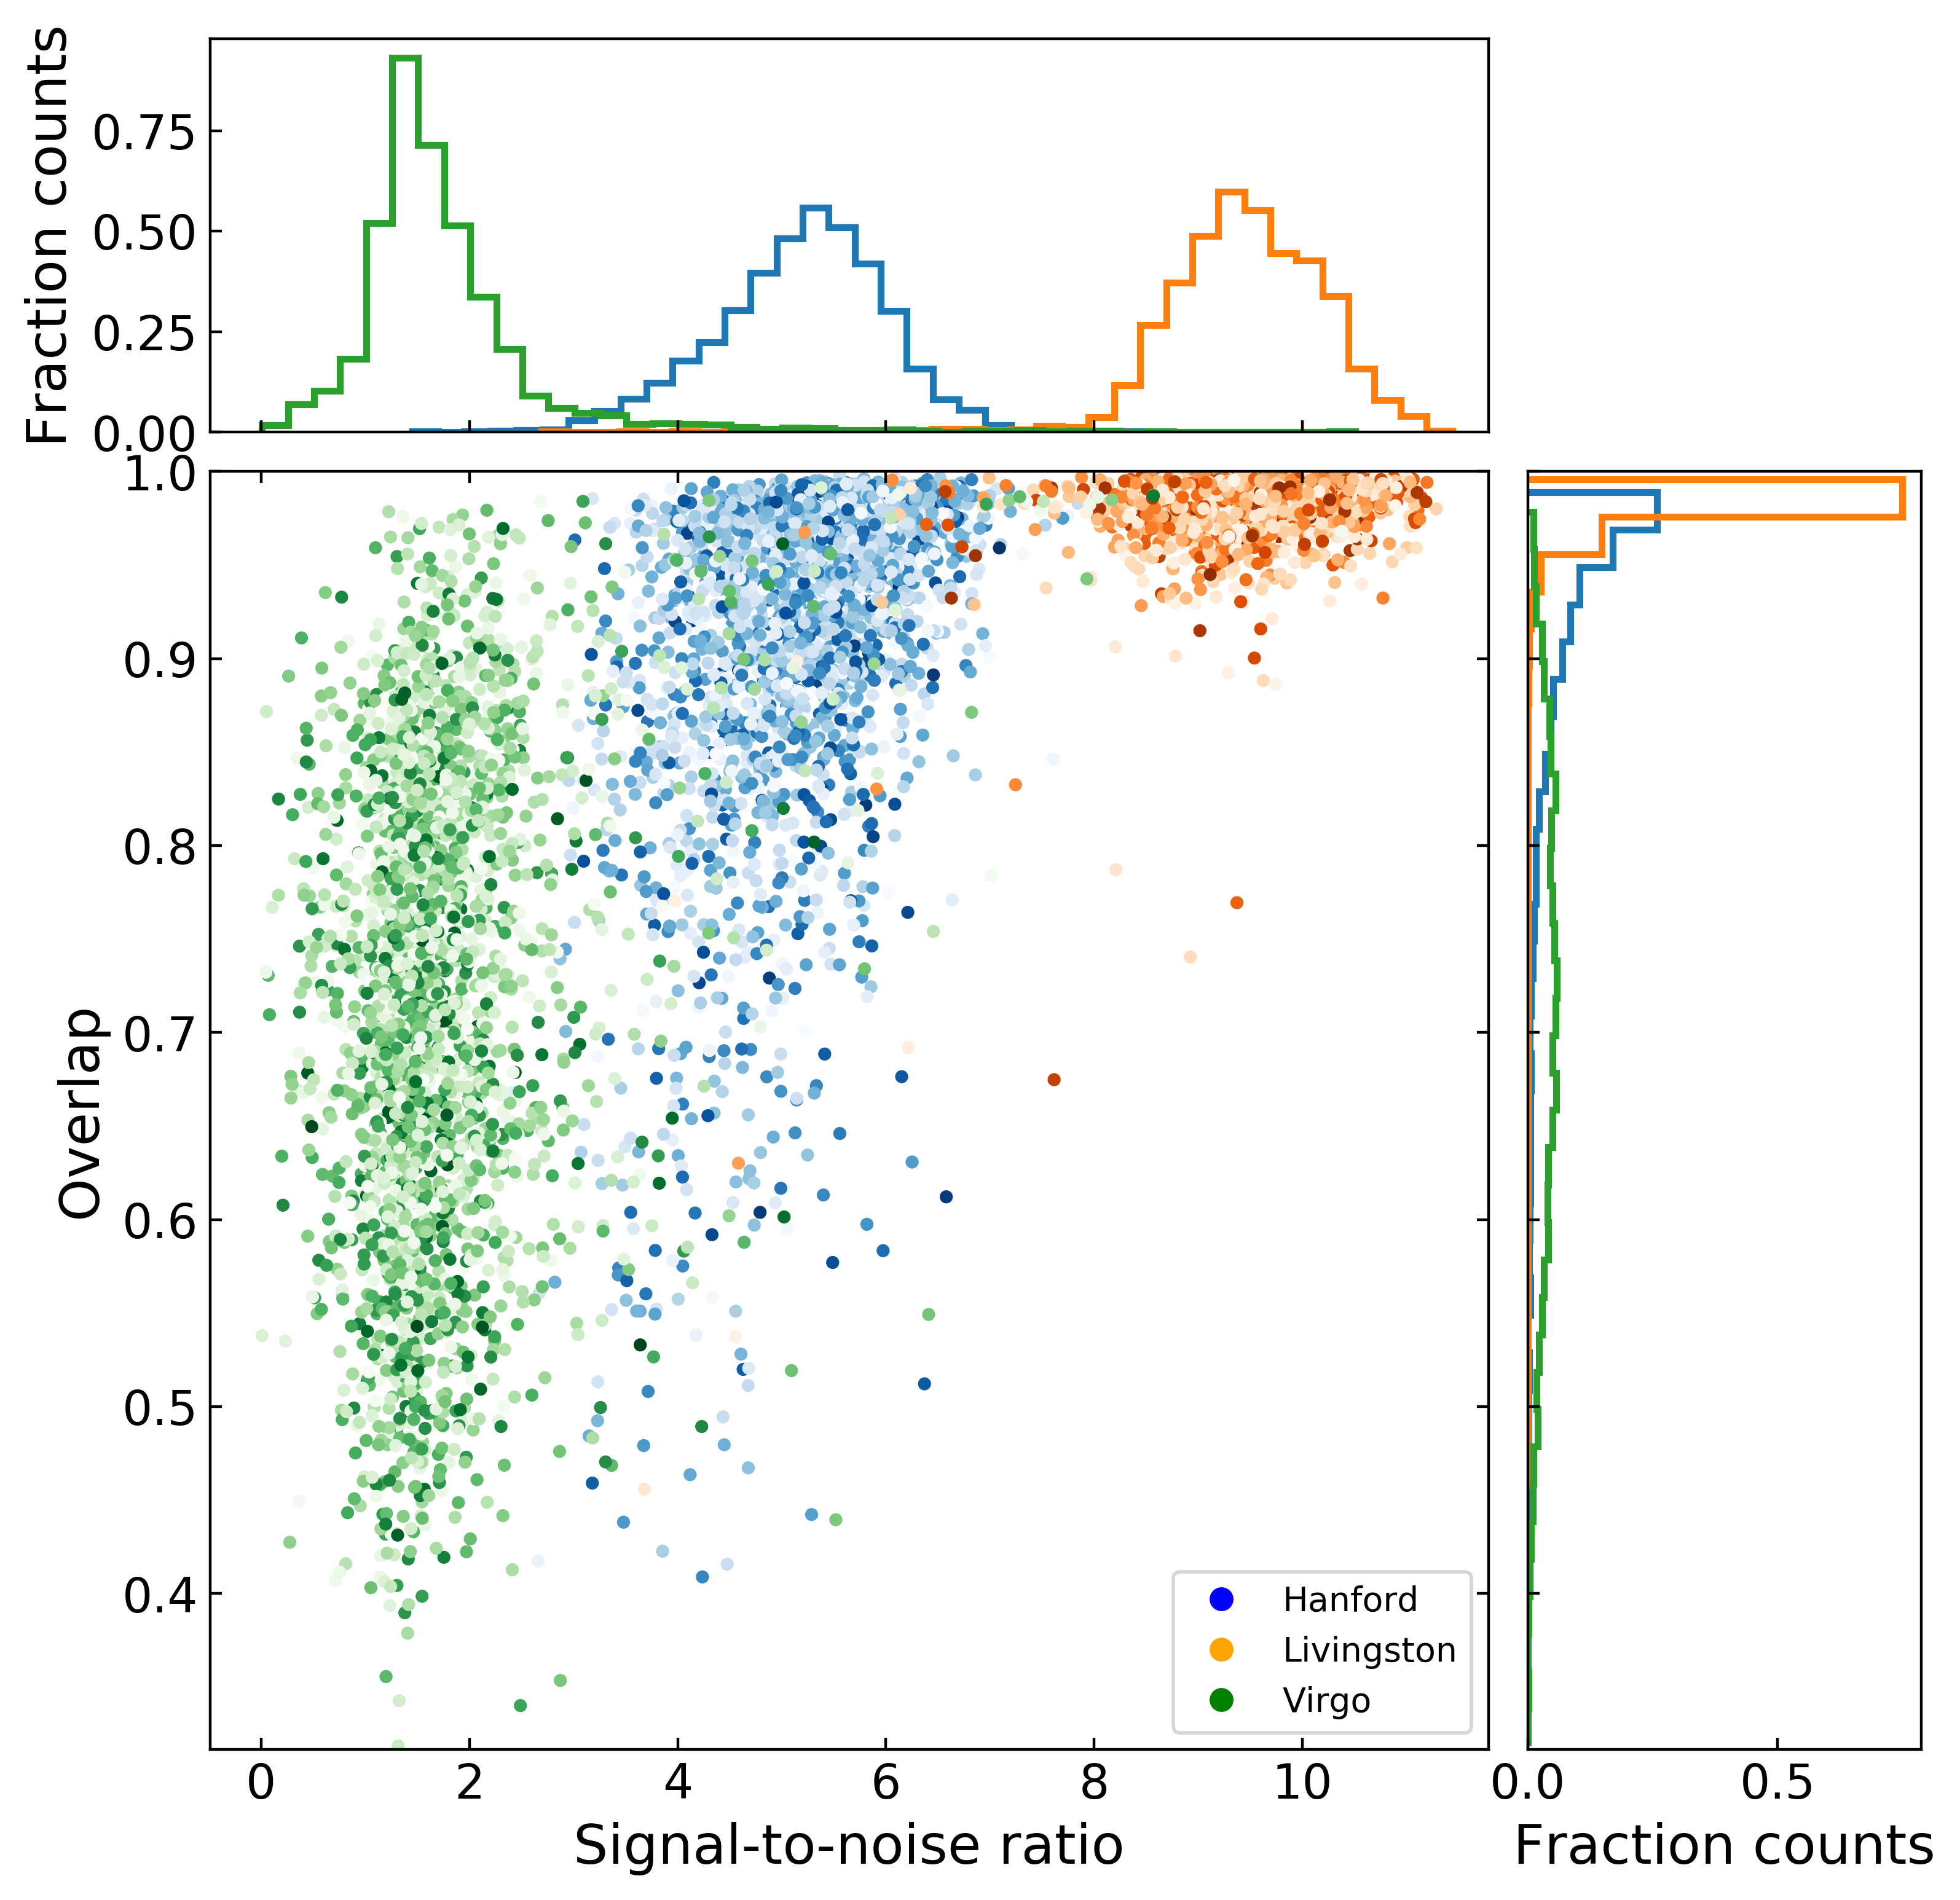 Fraction counts
0.75
0.50
0.25
0.00
1.0
0.9
0.8
0.7
0.6
0.5
0.4
Overlap
Hanford
Livingston
Virgo
0 2 4 6 8 10
0.0 0.5
Signal-to-noise ratio
Fraction counts